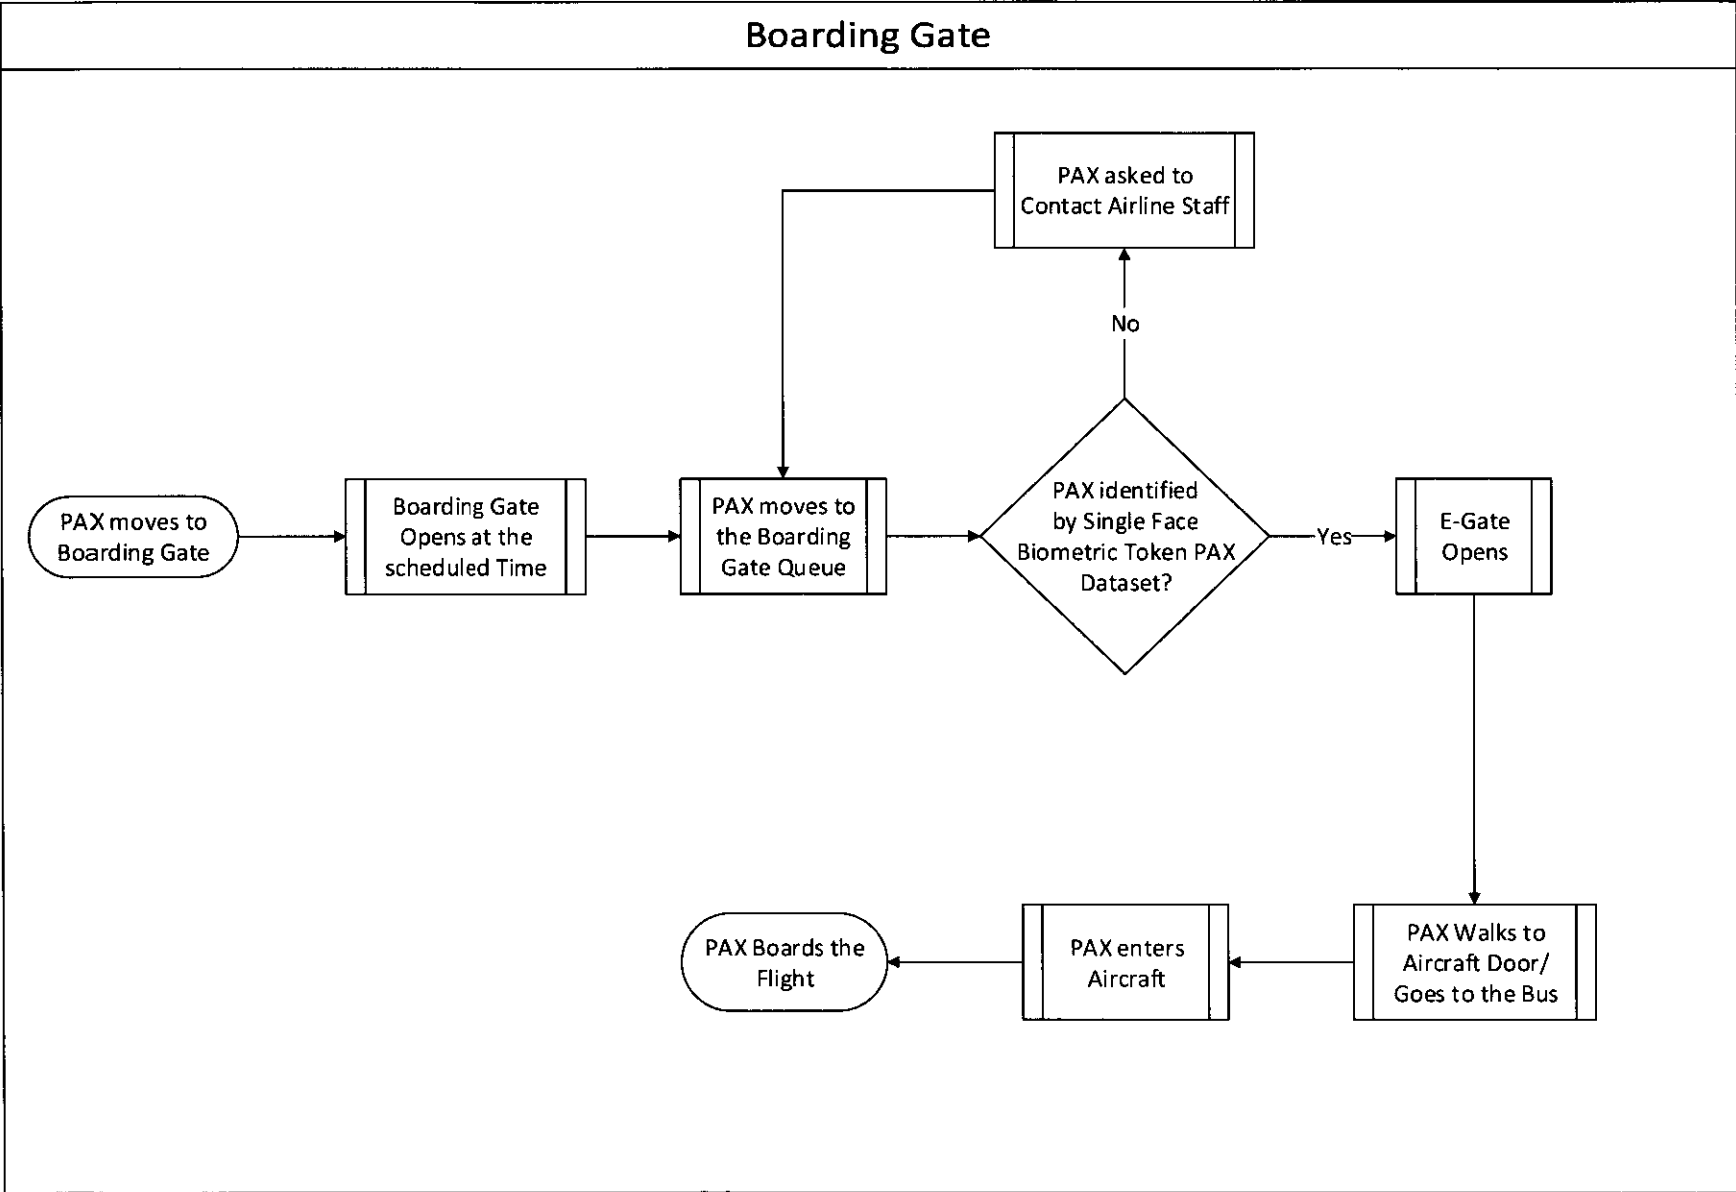 Boarding Gate
PAX asked to
Contact Airline Staff
No
PAX moves to
Boarding Gate
Boarding Gate
Opens at the
scheduled Time
PAX moves to
the Boarding
Gate Queue
PAX identified
by Single Face
Biometric Token PAX
Dataset?
Yes
E-Gate
Opens
PAX Walks to
Aircraft Door/
Goes to the Bus
PAX enters
Aircraft
PAX Boards the
Flight